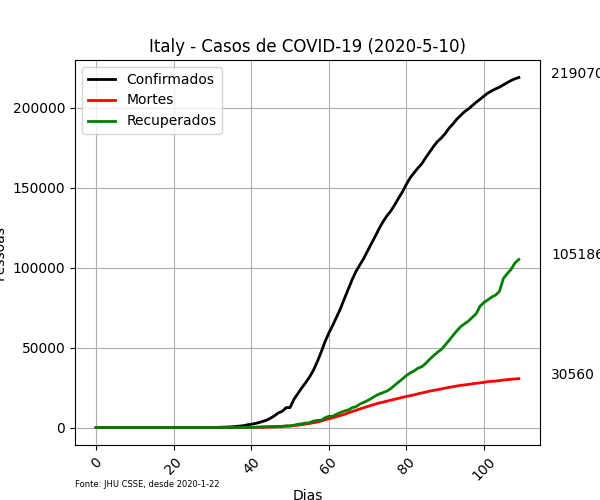 Italy - Casos de COVID-19 (2020-5-10)
Confirmados
Mortes
Recuperados
219070
105186
30560
200000
150000
100000
50000
0
0 20 40 60 80 100
Fonte: JHU CSSE, desde 2020-1-22
Dias